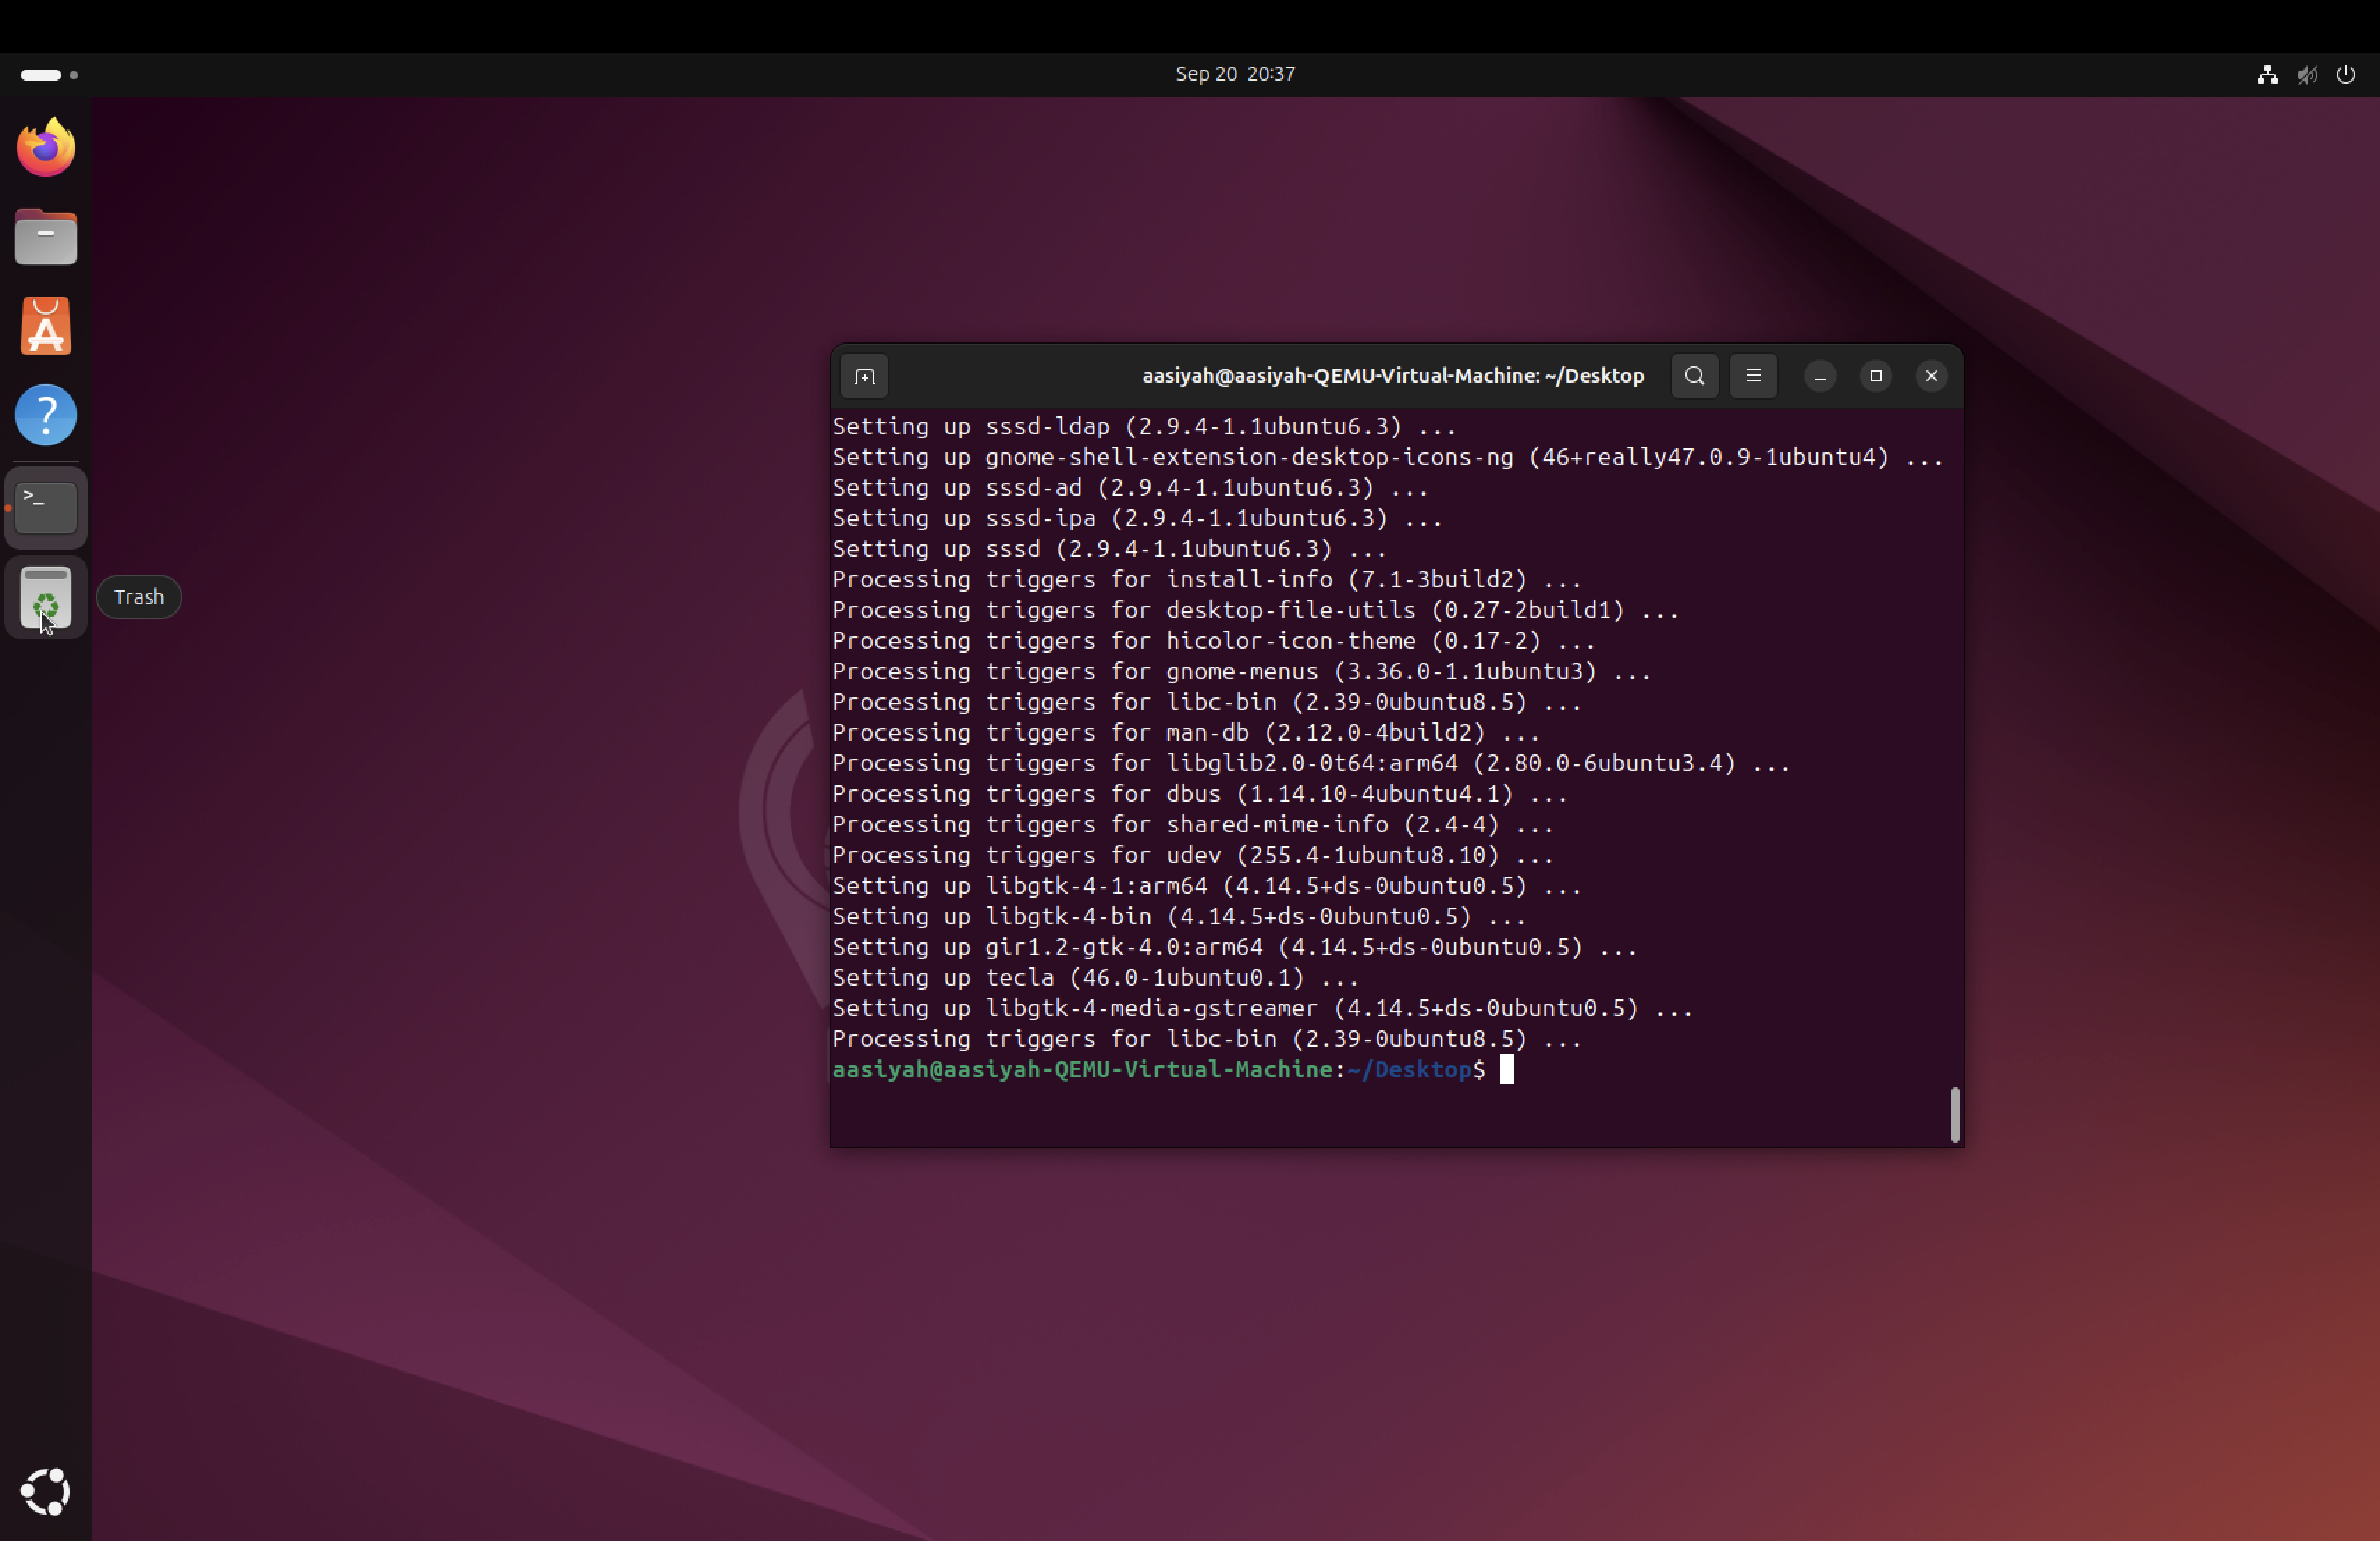 Sep 20 20:37
aasiyah@aasiyah-QEMU-Virtual-Machine: ~/Desktop
Setting up sssd-ldap (2.9.4-1.1ubuntu6.3) ...
Setting up gnome-shell-extension-desktop-icons-ng (46+really47.0.9-1ubuntu4) ...
Setting up sssd-ad (2.9.4-1.1ubuntu6.3) ...
Setting up sssd-ipa (2.9.4-1.1ubuntu6.3) ...
Setting up sssd (2.9.4-1.1ubuntu6.3) ...
Processing triggers for install-info (7.1-3build2) ...
Processing triggers for desktop-file-utils (0.27-2build1) ...
Processing triggers for hicolor-icon-theme (0.17-2) ...
Processing triggers for gnome-menus (3.36.0-1.1ubuntu3) ...
Processing triggers for libc-bin (2.39-0ubuntu8.5) ...
Processing triggers for man-db (2.12.0-4build2) ...
Processing triggers for libglib2.0-0t64:arm64 (2.80.0-6ubuntu3.4) ...
Processing triggers for dbus (1.14.10-4ubuntu4.1) ...
Processing triggers for shared-mime-info (2.4-4) ...
Processing triggers for udev (255.4-1ubuntu8.10) ...
Setting up libgtk-4-1:arm64 (4.14.5+ds-0ubuntu0.5) ...
Setting up libgtk-4-bin (4.14.5+ds-0ubuntu0.5) ...
Setting up gir1.2-gtk-4.0:arm64 (4.14.5+ds-0ubuntu0.5) ...
Setting up tecla (46.0-1ubuntu0.1) ...
Setting up libgtk-4-media-gstreamer (4.14.5+ds-0ubuntu0.5) ...
Processing triggers for libc-bin (2.39-0ubuntu8.5) ...
aasiyah@aasiyah-QEMU-Virtual-Machine:~/Desktop$
Trash